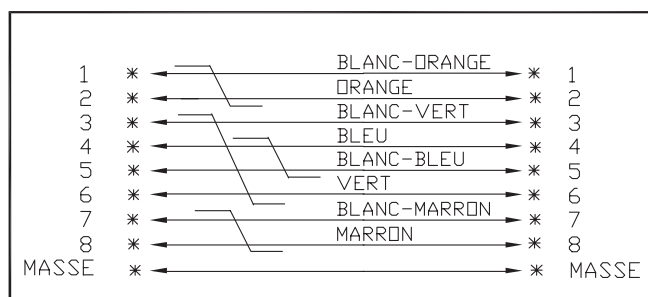 BLANC-ORANGE
1 * * 1
ORANGE
2 * * 2
BLANC-VERT
3 * * 3
BLEU
4 * * 4
BLANC-BLEU
5 * * 5
VERT
6 * * 6
BLANC-MARRON
7 * * 7
MARRON
8 * * 8
MASSE * * MASSE